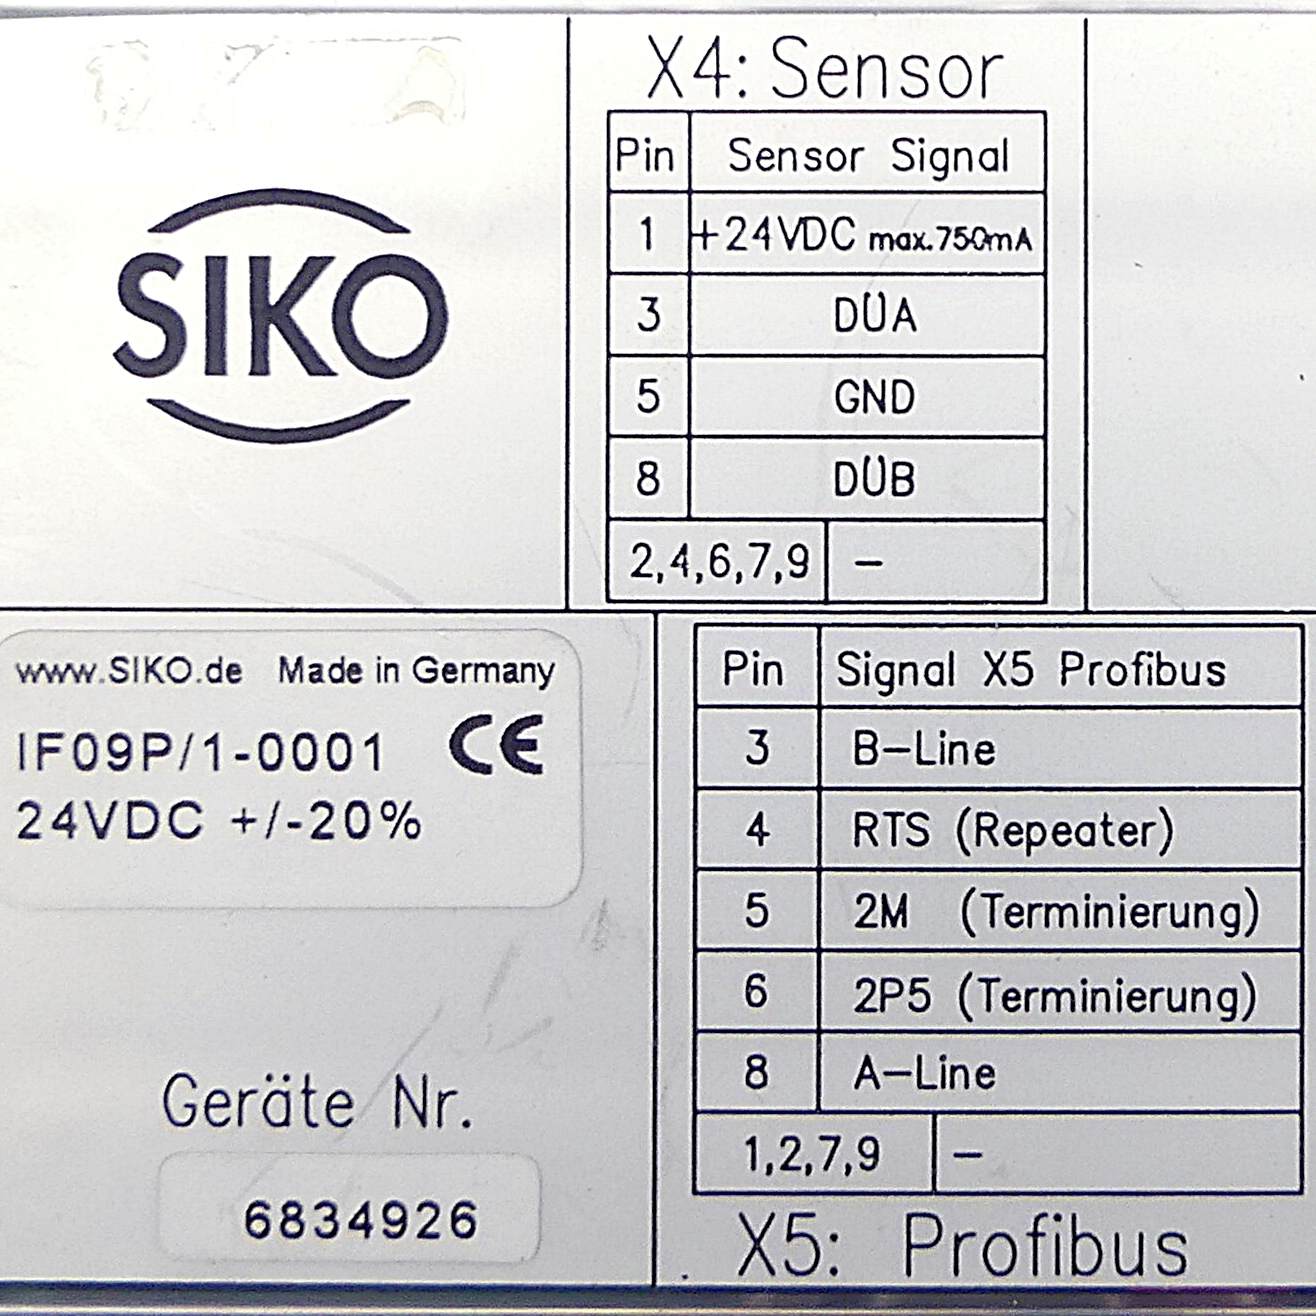 SIKO
X4: Sensor
Pin Sensor Signal
1 +24VDC max.750mA
3 DÜA
5 GND
8 DÜB
2,4,6,7,9 –
www.SIKO.de Made in Germany
IF09P/1-0001 CE
24VDC +/-20%
Geräte Nr.
6834926
Pin Signal X5 Profibus
3 B–Line
4 RTS (Repeater)
5 2M (Terminierung)
6 2P5 (Terminierung)
8 A–Line
1,2,7,9 –
X5: Profibus